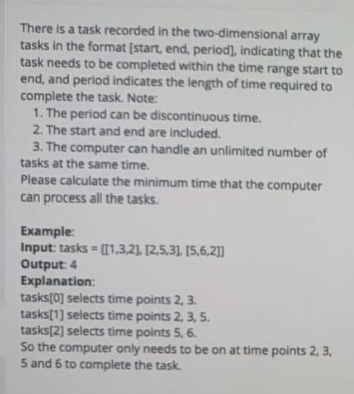 There is a task recorded in the two-dimensional array
tasks in the format [start, end, period], indicating that the
task needs to be completed within the time range start to
end, and period indicates the length of time required to
complete the task. Note:
1. The period can be discontinuous time.
2. The start and end are included.
3. The computer can handle an unlimited number of
tasks at the same time.
Please calculate the minimum time that the computer
can process all the tasks.
Example:
Input: tasks = [[1,3,2], [2,5,3], [5,6,2]]
Output: 4
Explanation:
tasks[0] selects time points 2, 3.
tasks[1] selects time points 2, 3, 5.
tasks[2] selects time points 5, 6.
So the computer only needs to be on at time points 2, 3,
5 and 6 to complete the task.